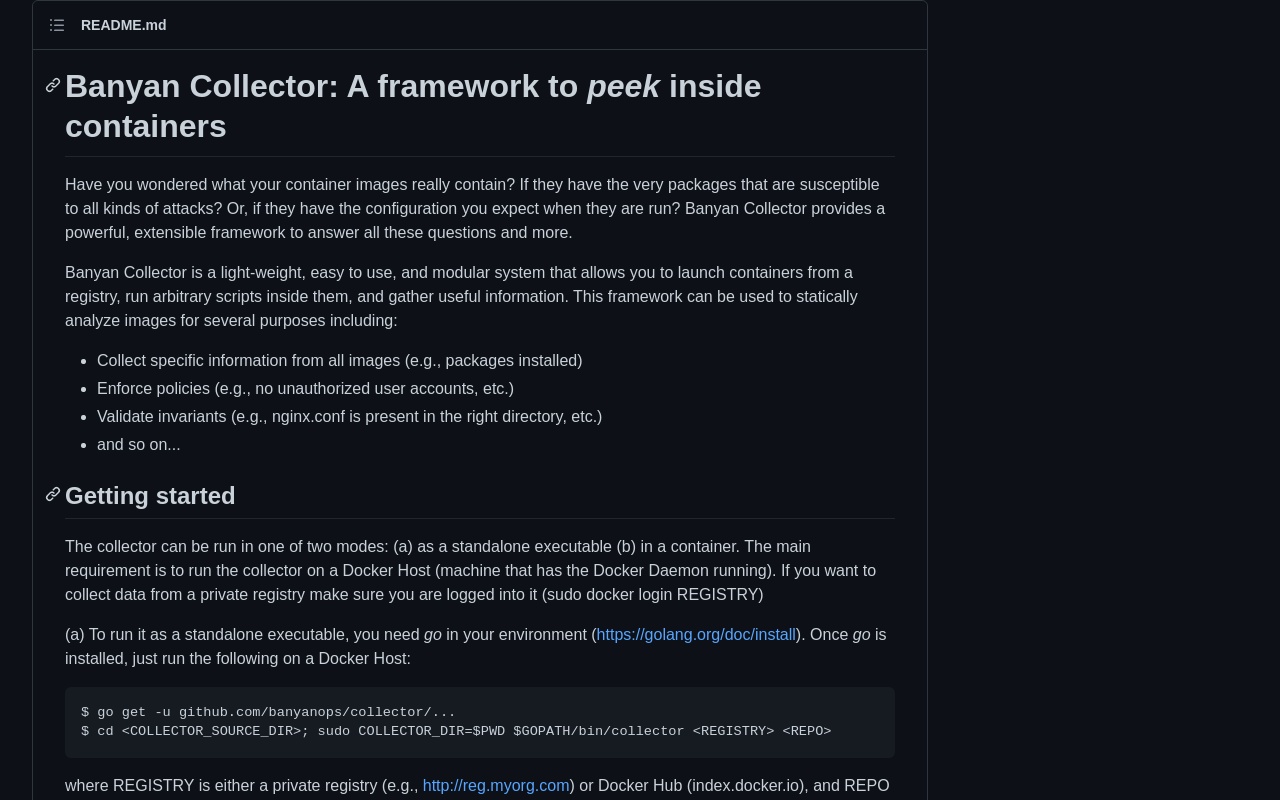 README.md
Banyan Collector: A framework to peek inside
containers
Have you wondered what your container images really contain? If they have the very packages that are susceptible
to all kinds of attacks? Or, if they have the configuration you expect when they are run? Banyan Collector provides a
powerful, extensible framework to answer all these questions and more.
Banyan Collector is a light-weight, easy to use, and modular system that allows you to launch containers from a
registry, run arbitrary scripts inside them, and gather useful information. This framework can be used to statically
analyze images for several purposes including:
Collect specific information from all images (e.g., packages installed)
Enforce policies (e.g., no unauthorized user accounts, etc.)
Validate invariants (e.g., nginx.conf is present in the right directory, etc.)
and so on...
Getting started
The collector can be run in one of two modes: (a) as a standalone executable (b) in a container. The main
requirement is to run the collector on a Docker Host (machine that has the Docker Daemon running). If you want to
collect data from a private registry make sure you are logged into it (sudo docker login REGISTRY)
(a) To run it as a standalone executable, you need go in your environment (https://golang.org/doc/install). Once go is
installed, just run the following on a Docker Host:
$ go get -u github.com/banyanops/collector/...
$ cd <COLLECTOR_SOURCE_DIR>; sudo COLLECTOR_DIR=$PWD $GOPATH/bin/collector <REGISTRY> <REPO>
where REGISTRY is either a private registry (e.g., http://reg.myorg.com) or Docker Hub (index.docker.io), and REPO